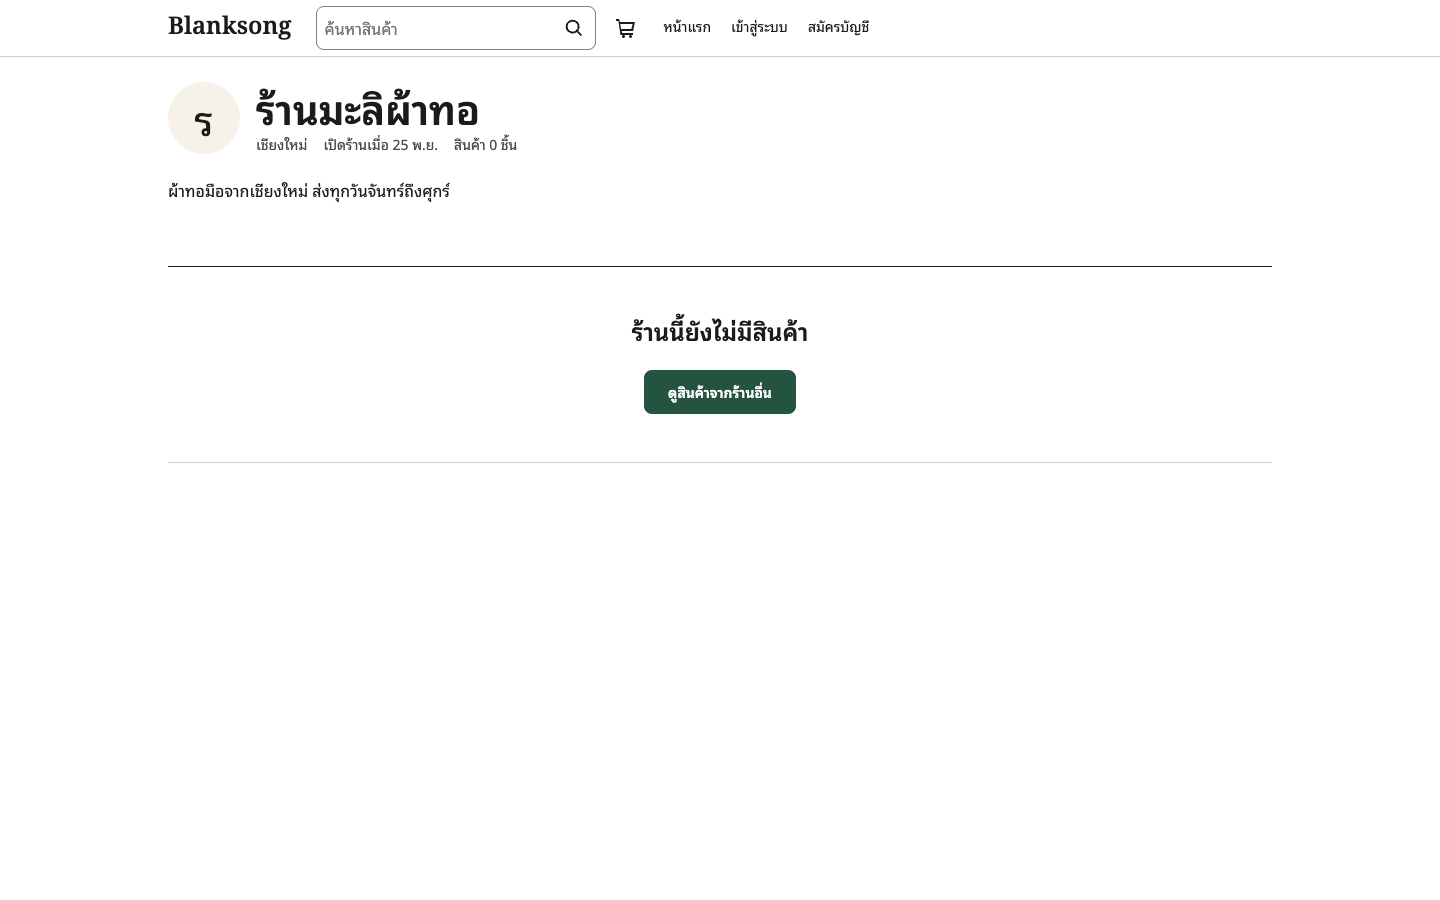 Blanksong
ค้นหาสินค้า
หน้าแรก
เข้าสู่ระบบ
สมัครบัญชี
ร
ร้านมะลิผ้าทอ
เชียงใหม่ เปิดร้านเมื่อ 25 พ.ย. สินค้า 0 ชิ้น
ผ้าทอมือจากเชียงใหม่ ส่งทุกวันจันทร์ถึงศุกร์
ร้านนี้ยังไม่มีสินค้า
ดูสินค้าจากร้านอื่น